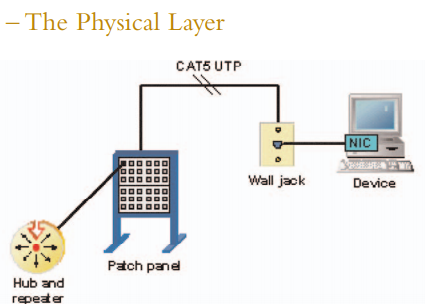 – The Physical Layer
CAT5 UTP
NIC
Wall jack
Device
Patch panel
Hub and
repeater